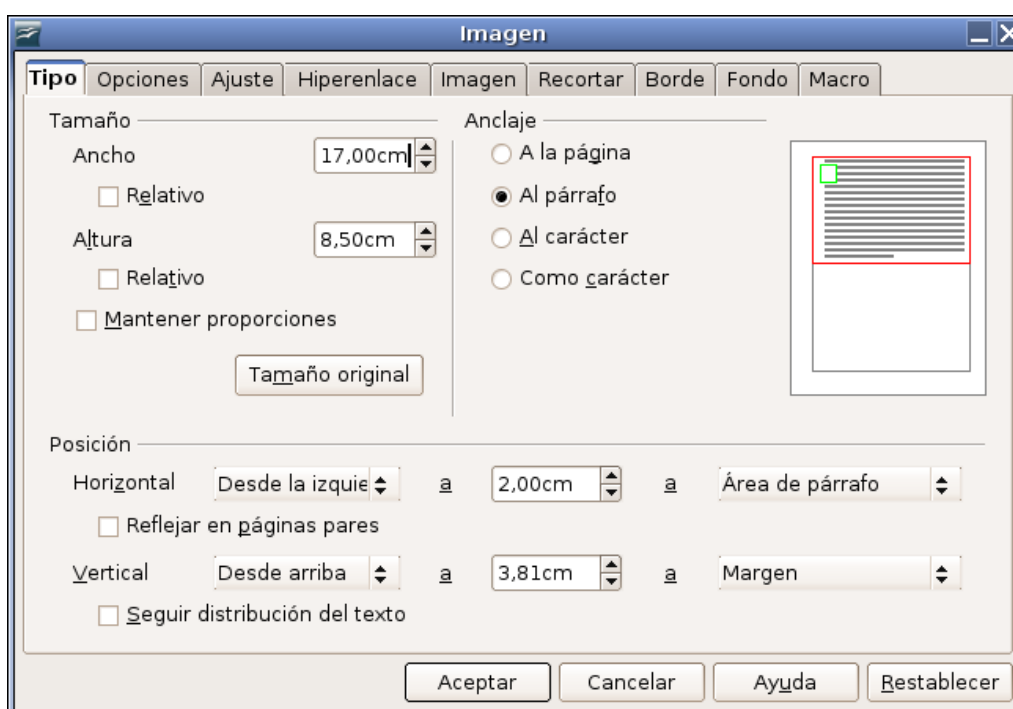 Imagen
Tipo Opciones Ajuste Hiperenlace Imagen Recortar Borde Fondo Macro
Tamaño Anclaje
Ancho 17,00cm A la página
Relativo Al párrafo
Altura 8,50cm Al carácter
Relativo Como carácter
Mantener proporciones
Tamaño original
Posición
Horizontal Desde la izquie a 2,00cm a Área de párrafo
Reflejar en páginas pares
Vertical Desde arriba a 3,81cm a Margen
Seguir distribución del texto
Aceptar Cancelar Ayuda Restablecer